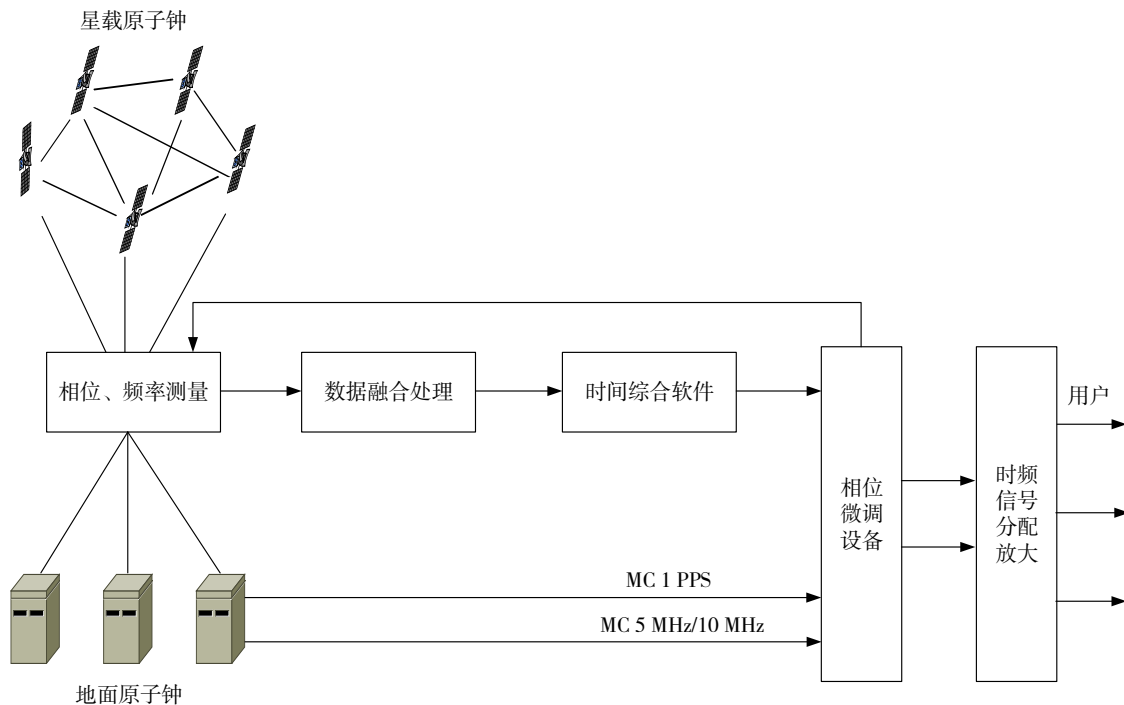 星载原子钟
相位、频率测量
数据融合处理
时间综合软件
用户
相位
微调
设备
时频
信号
分配
放大
MC 1 PPS
MC 5 MHz/10 MHz
地面原子钟